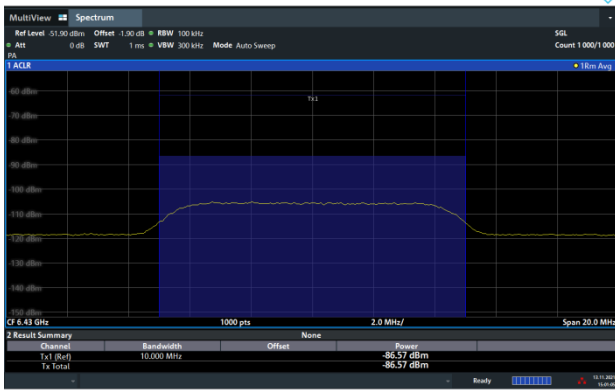 MultiView Spectrum
Ref Level -51.90 dBm Offset -1.90 dB RBW 100 kHz SGL
Att 0 dB SWT 1 ms VBW 300 kHz Mode Auto Sweep Count 1000/1000
PA
1 ACLR 1Rm Avg
-60 dBm
Tx1
-70 dBm
-80 dBm
-90 dBm
-100 dBm
-110 dBm
-120 dBm
-130 dBm
-140 dBm
-150 dBm
CF 6.43 GHz 1000 pts 2.0 MHz/ Span 20.0 MHz
2 Result Summary None
Channel Bandwidth Offset Power
Tx1 (Ref) 10.000 MHz -86.57 dBm
Tx Total -86.57 dBm
Ready